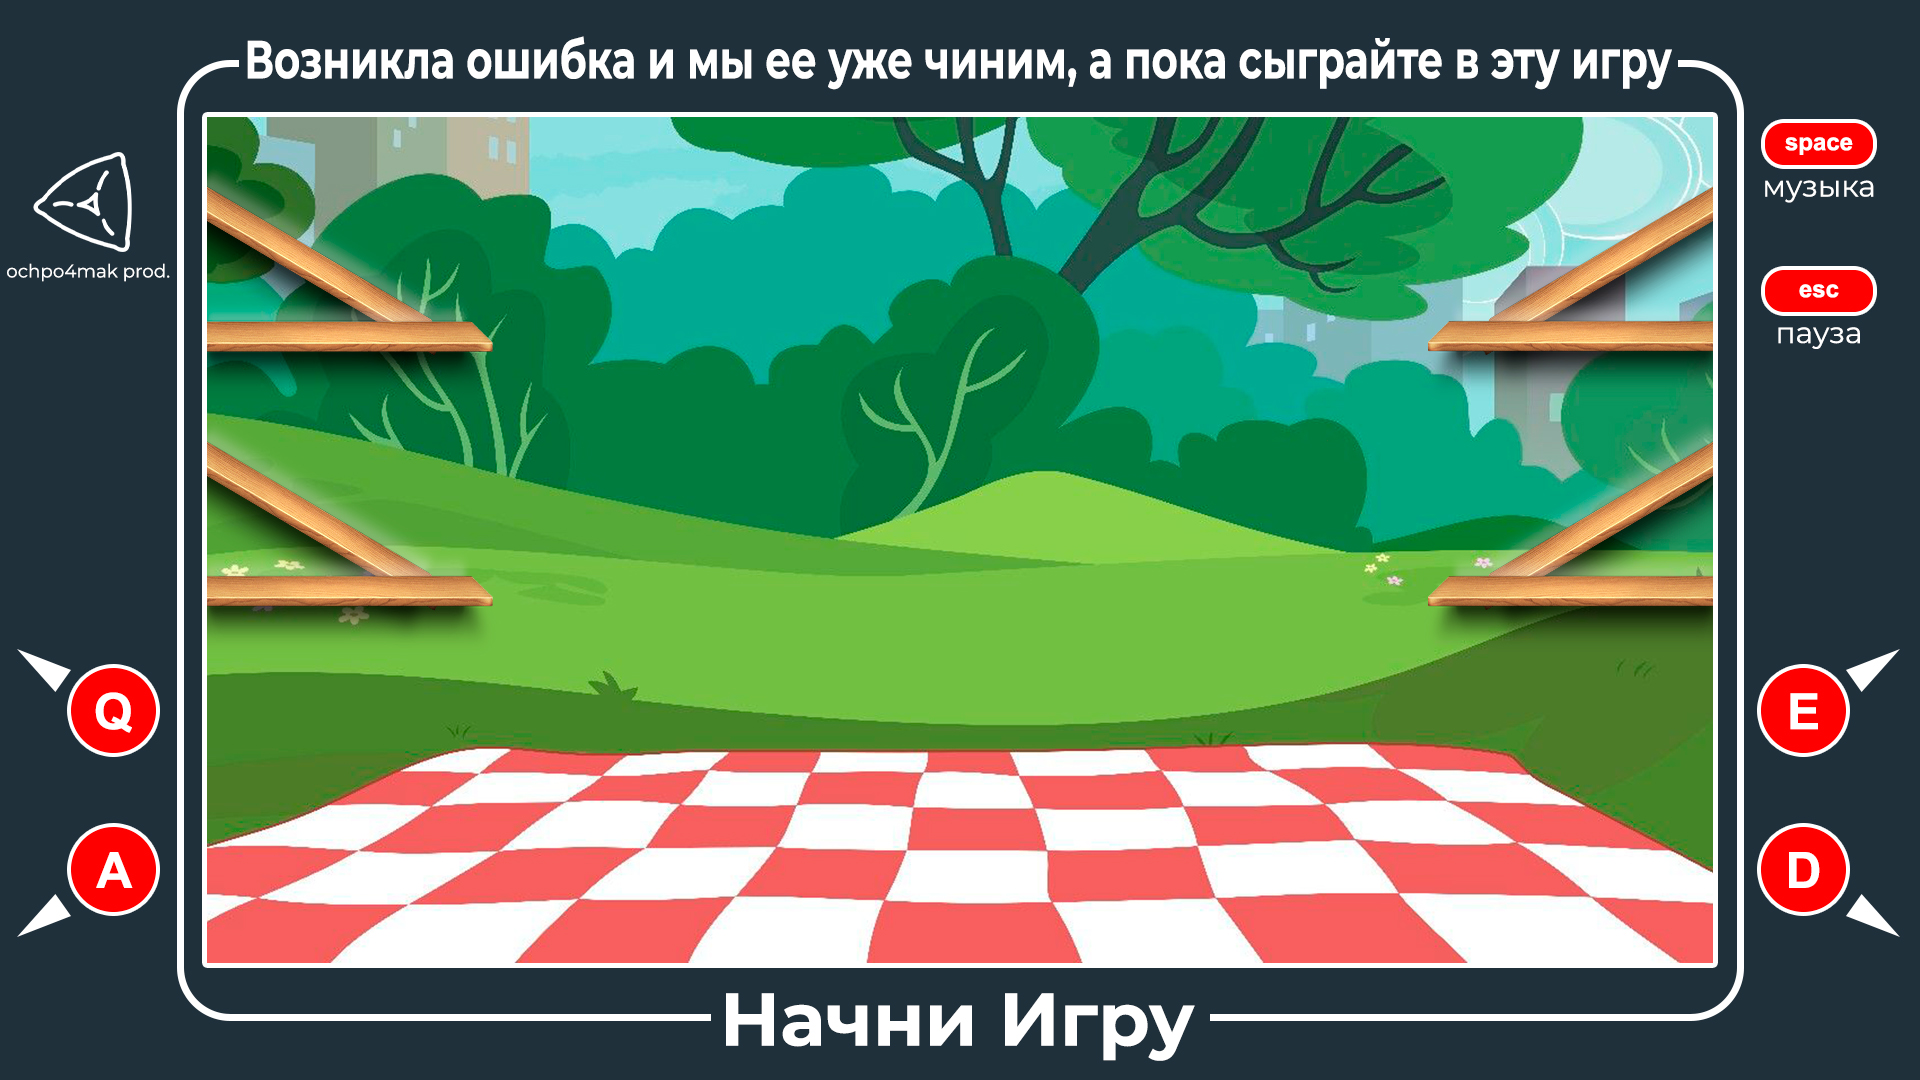 Возникла ошибка и мы ее уже чиним, а пока сыграйте в эту игру
ochpo4mak prod.
space
музыка
esc
пауза
Q
A
E
D
Начни Игру